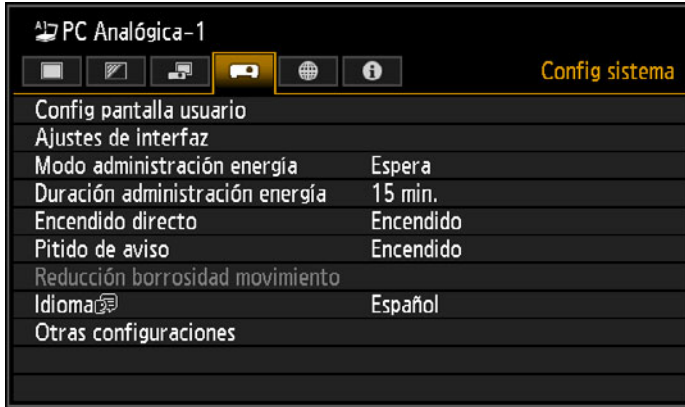 PC Analógica-1
Config sistema
Config pantalla usuario
Ajustes de interfaz
Modo administración energía Espera
Duración administración energía 15 min.
Encendido directo Encendido
Pitido de aviso Encendido
Reducción borrosidad movimiento
Idioma Español
Otras configuraciones